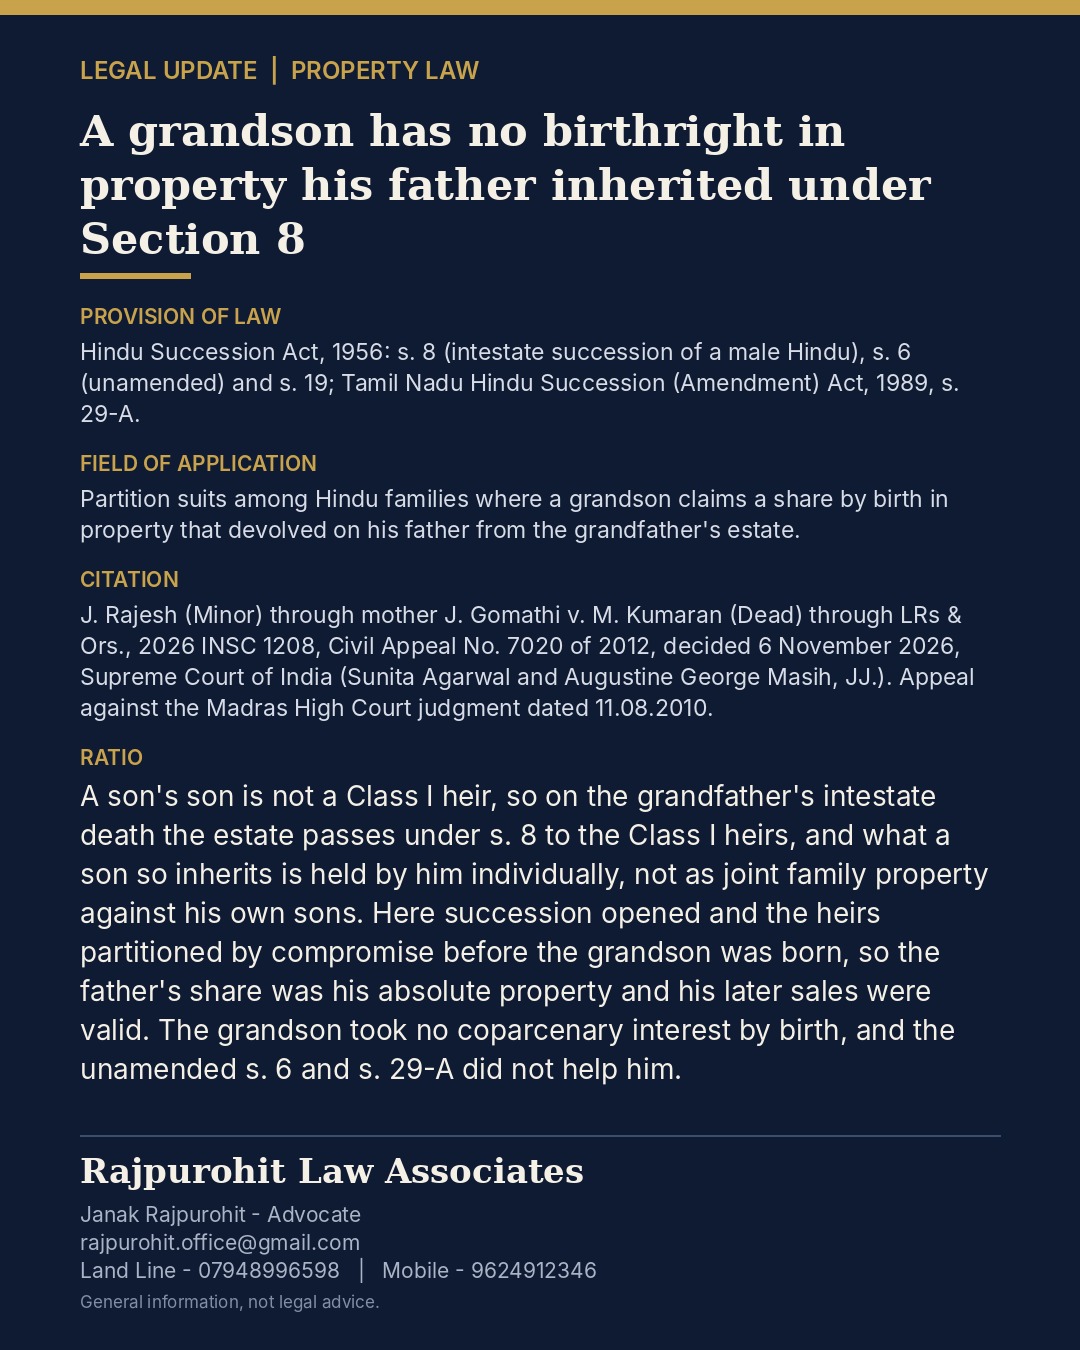 LEGAL UPDATE | PROPERTY LAW
A grandson has no birthright in
property his father inherited under
Section 8
PROVISION OF LAW
Hindu Succession Act, 1956: s. 8 (intestate succession of a male Hindu), s. 6
(unamended) and s. 19; Tamil Nadu Hindu Succession (Amendment) Act, 1989, s.
29-A.
FIELD OF APPLICATION
Partition suits among Hindu families where a grandson claims a share by birth in
property that devolved on his father from the grandfather's estate.
CITATION
J. Rajesh (Minor) through mother J. Gomathi v. M. Kumaran (Dead) through LRs &
Ors., 2026 INSC 1208, Civil Appeal No. 7020 of 2012, decided 6 November 2026,
Supreme Court of India (Sunita Agarwal and Augustine George Masih, JJ.). Appeal
against the Madras High Court judgment dated 11.08.2010.
RATIO
A son's son is not a Class I heir, so on the grandfather's intestate
death the estate passes under s. 8 to the Class I heirs, and what a
son so inherits is held by him individually, not as joint family property
against his own sons. Here succession opened and the heirs
partitioned by compromise before the grandson was born, so the
father's share was his absolute property and his later sales were
valid. The grandson took no coparcenary interest by birth, and the
unamended s. 6 and s. 29-A did not help him.
Rajpurohit Law Associates
Janak Rajpurohit - Advocate
rajpurohit.office@gmail.com
Land Line - 07948996598 | Mobile - 9624912346
General information, not legal advice.